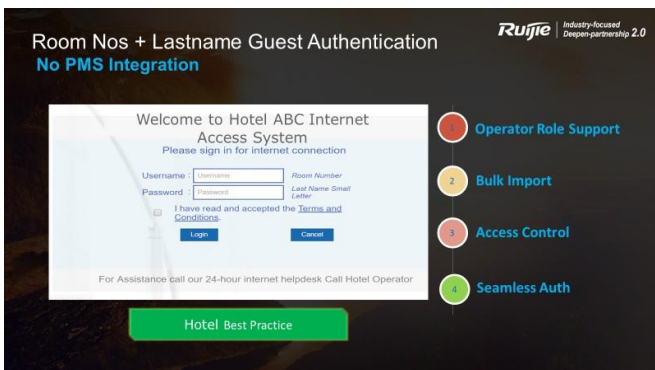 Room Nos + Lastname Guest Authentication
No PMS Integration
Ruijie
Industry-focused
Deepen-partnership 2.0
Welcome to Hotel ABC Internet
Access System
Please sign in for internet connection
Username : Username Room Number
Password : Password Last Name Small
Letter
I have read and accepted the Terms and
Conditions.
Login Cancel
For Assistance call our 24-hour internet helpdesk Call Hotel Operator
Hotel Best Practice
1 Operator Role Support
2 Bulk Import
3 Access Control
4 Seamless Auth